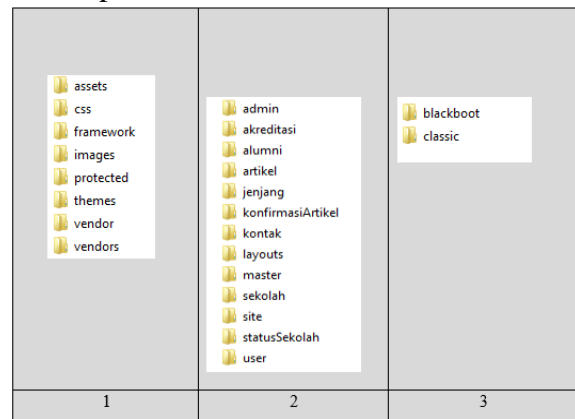 assets
css
framework
images
protected
themes
vendor
vendors
admin
akreditasi
alumni
artikel
jenjang
konfirmasiArtikel
kontak
layouts
master
sekolah
site
statusSekolah
user
blackboot
classic
1 2 3